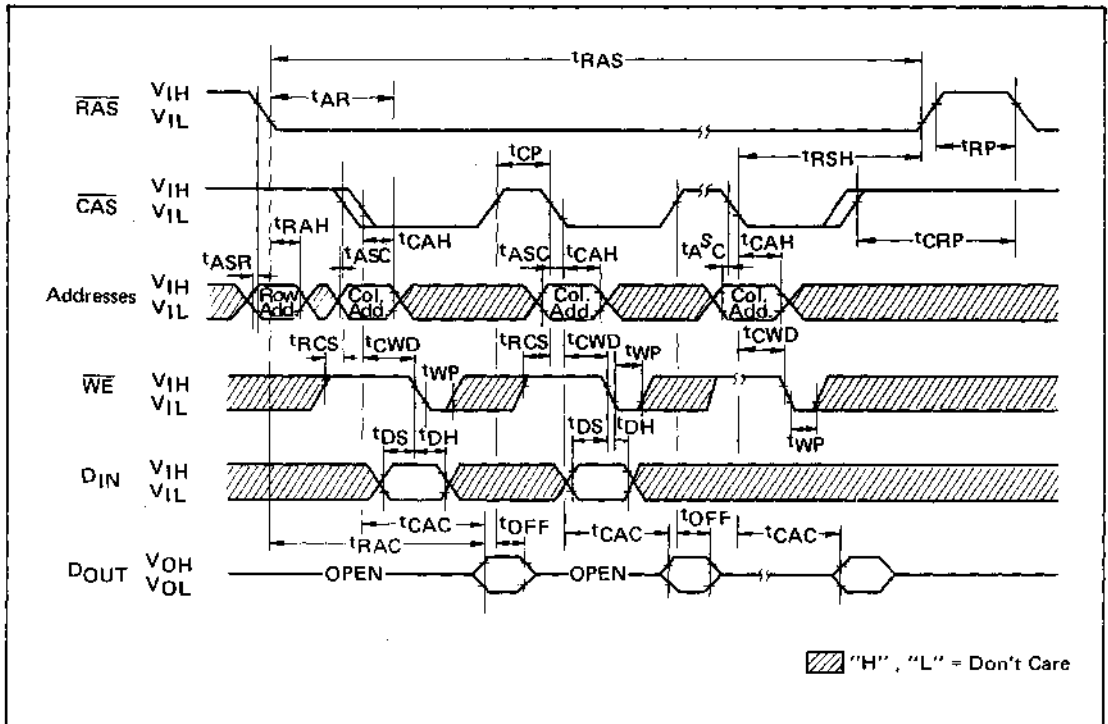 tRAS
RAS VIH VIL
tAR
tRP
tCP
tRSH
CAS VIH VIL
tRAH
tASC
tCAH
tASC
tCAH
tASC
tCAH
tCRP
tASR
Addresses VIH VIL
Row Add.
Col. Add.
Col. Add.
Col. Add.
tRCS
tCWD
tWP
tRCS
tCWD
tWP
tCWD
WE VIH VIL
tWP
tDS
tDH
tDS
tDH
DIN VIH VIL
tCAC
tOFF
tCAC
tOFF
tCAC
tRAC
DOUT VOH VOL
OPEN
OPEN
"H", "L" = Don't Care